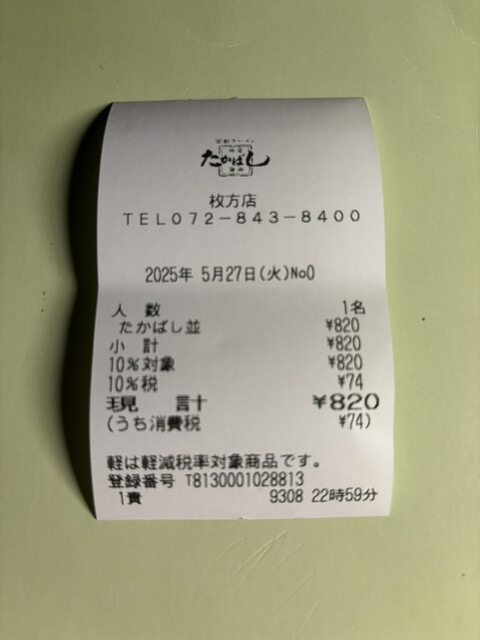 京都ラーメン
たかばし
枚方店
TEL072-843-8400
2025年 5月27日(火)No0
人 数 1名
たかばし並 ¥820
小 計 ¥820
10%対象 ¥820
10%税 ¥74
現 計 ¥820
(うち消費税 ¥74)
軽は軽減税率対象商品です。
登録番号 T8130001028813
1責 9308 22時59分